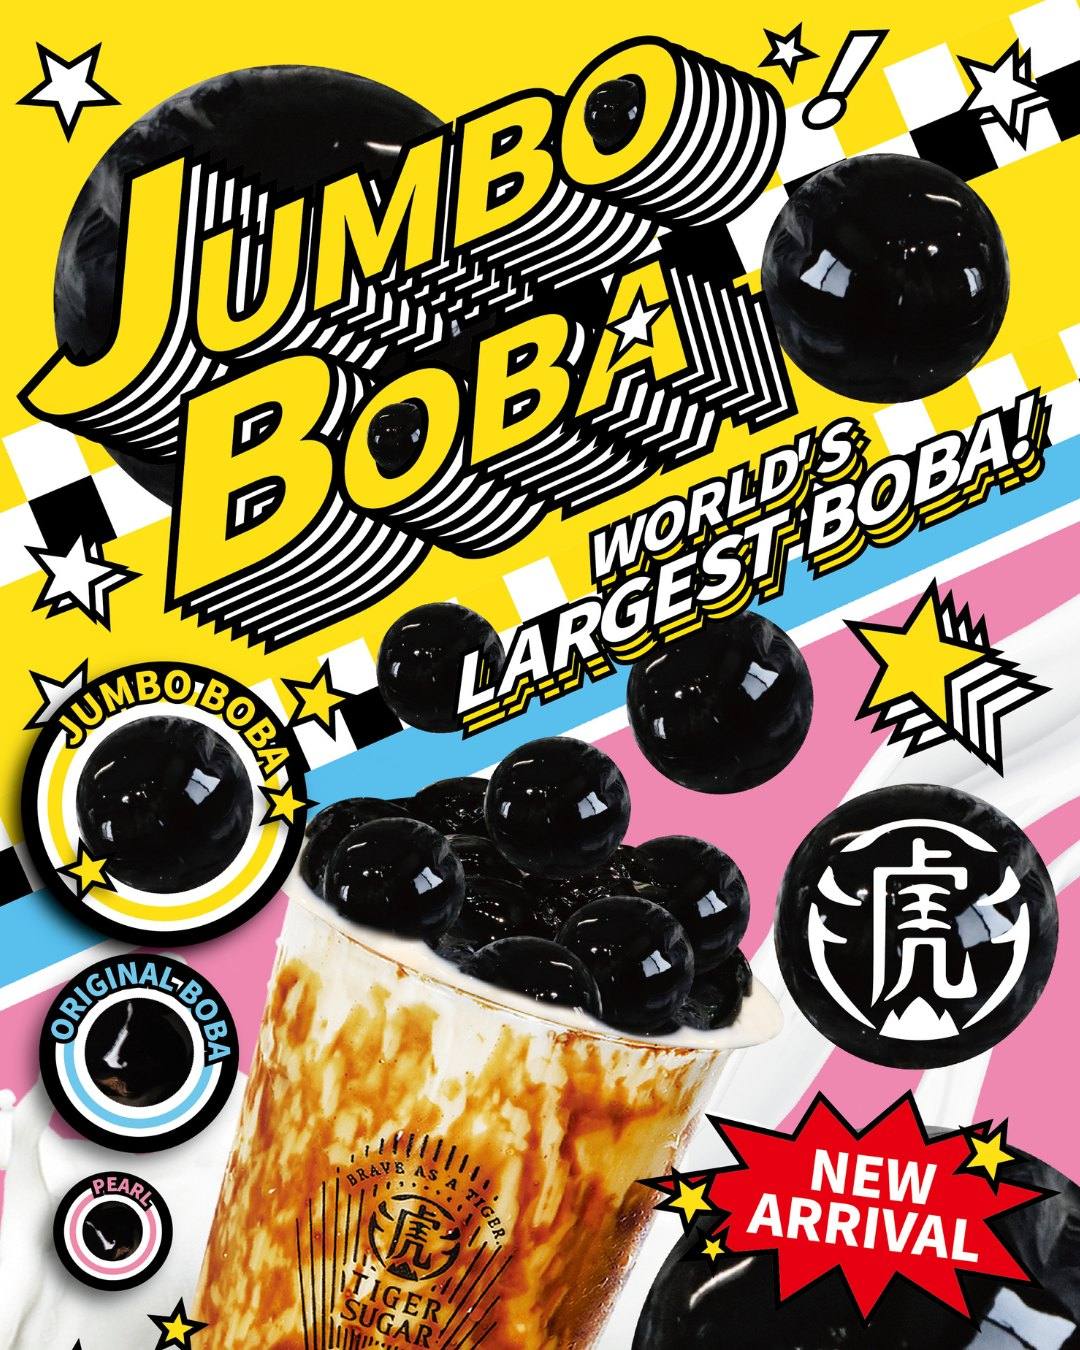 JUMBO!
BOBA
WORLD'S
LARGEST BOBA!
JUMBO BOBA
ORIGINAL BOBA
PEARL
虎
BRAVE AS A TIGER.
虎
TIGER
SUGAR
NEW
ARRIVAL